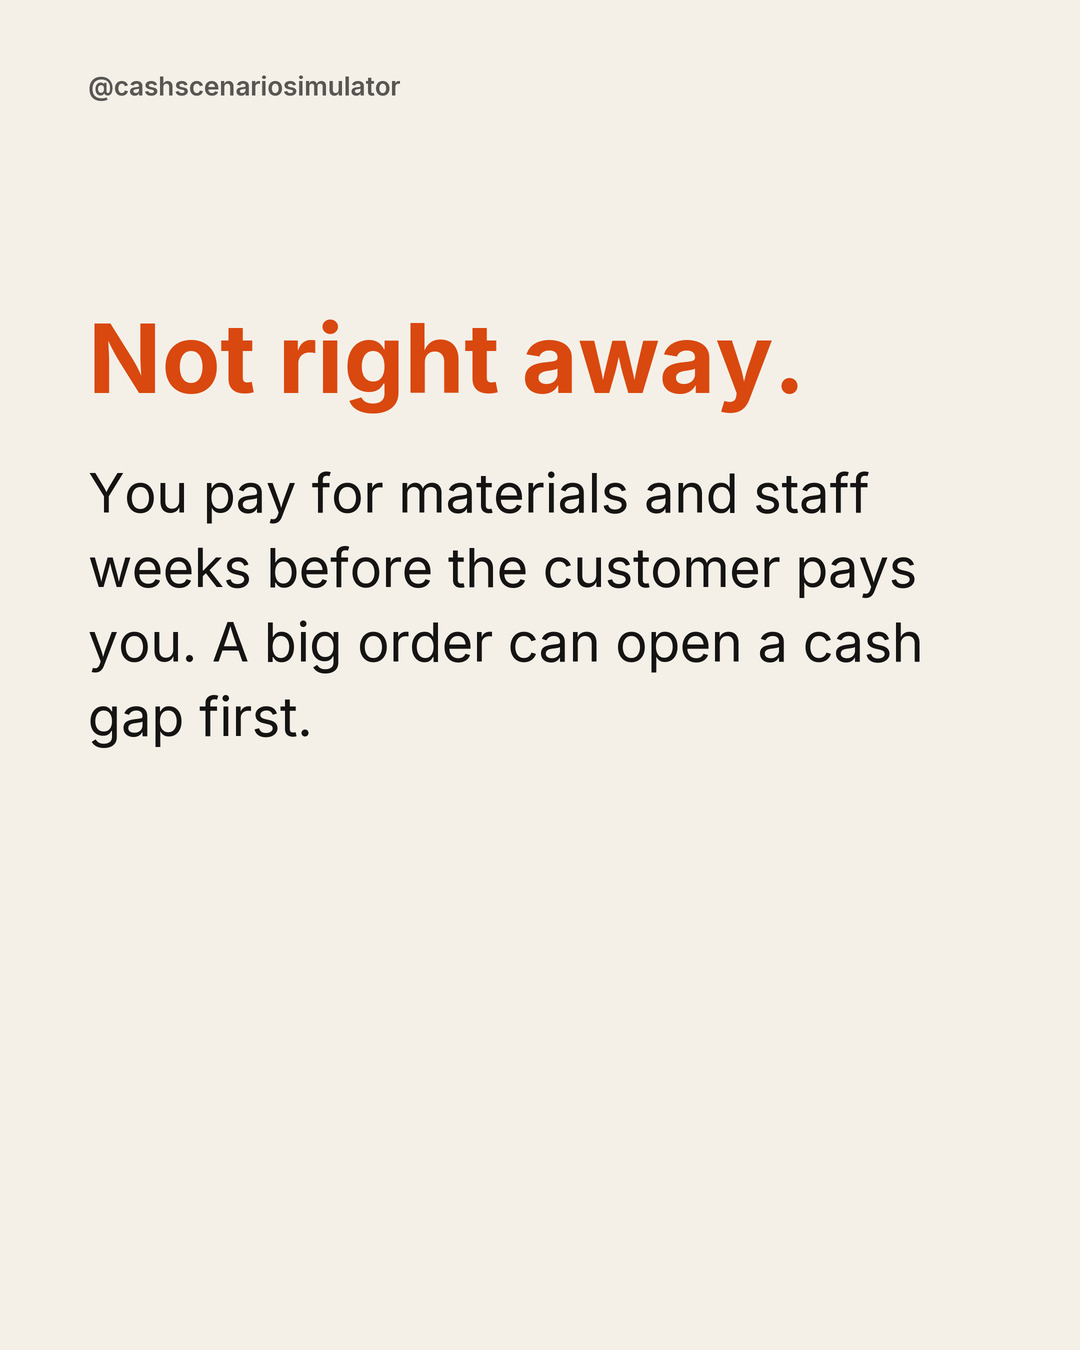 @cashscenariosimulator
Not right away.
You pay for materials and staff
weeks before the customer pays
you. A big order can open a cash
gap first.